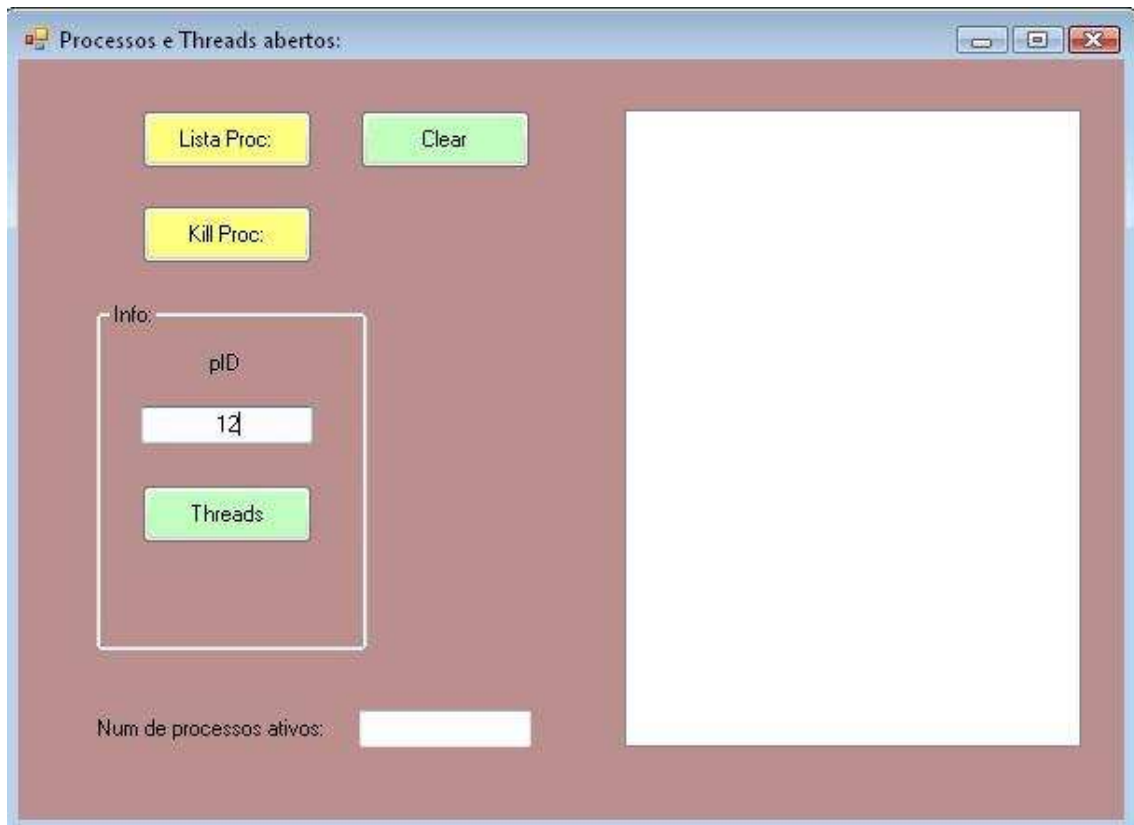 Processos e Threads abertos:
Lista Proc:
Clear
Kill Proc:
Info:
pID
12
Threads
Num de processos ativos: